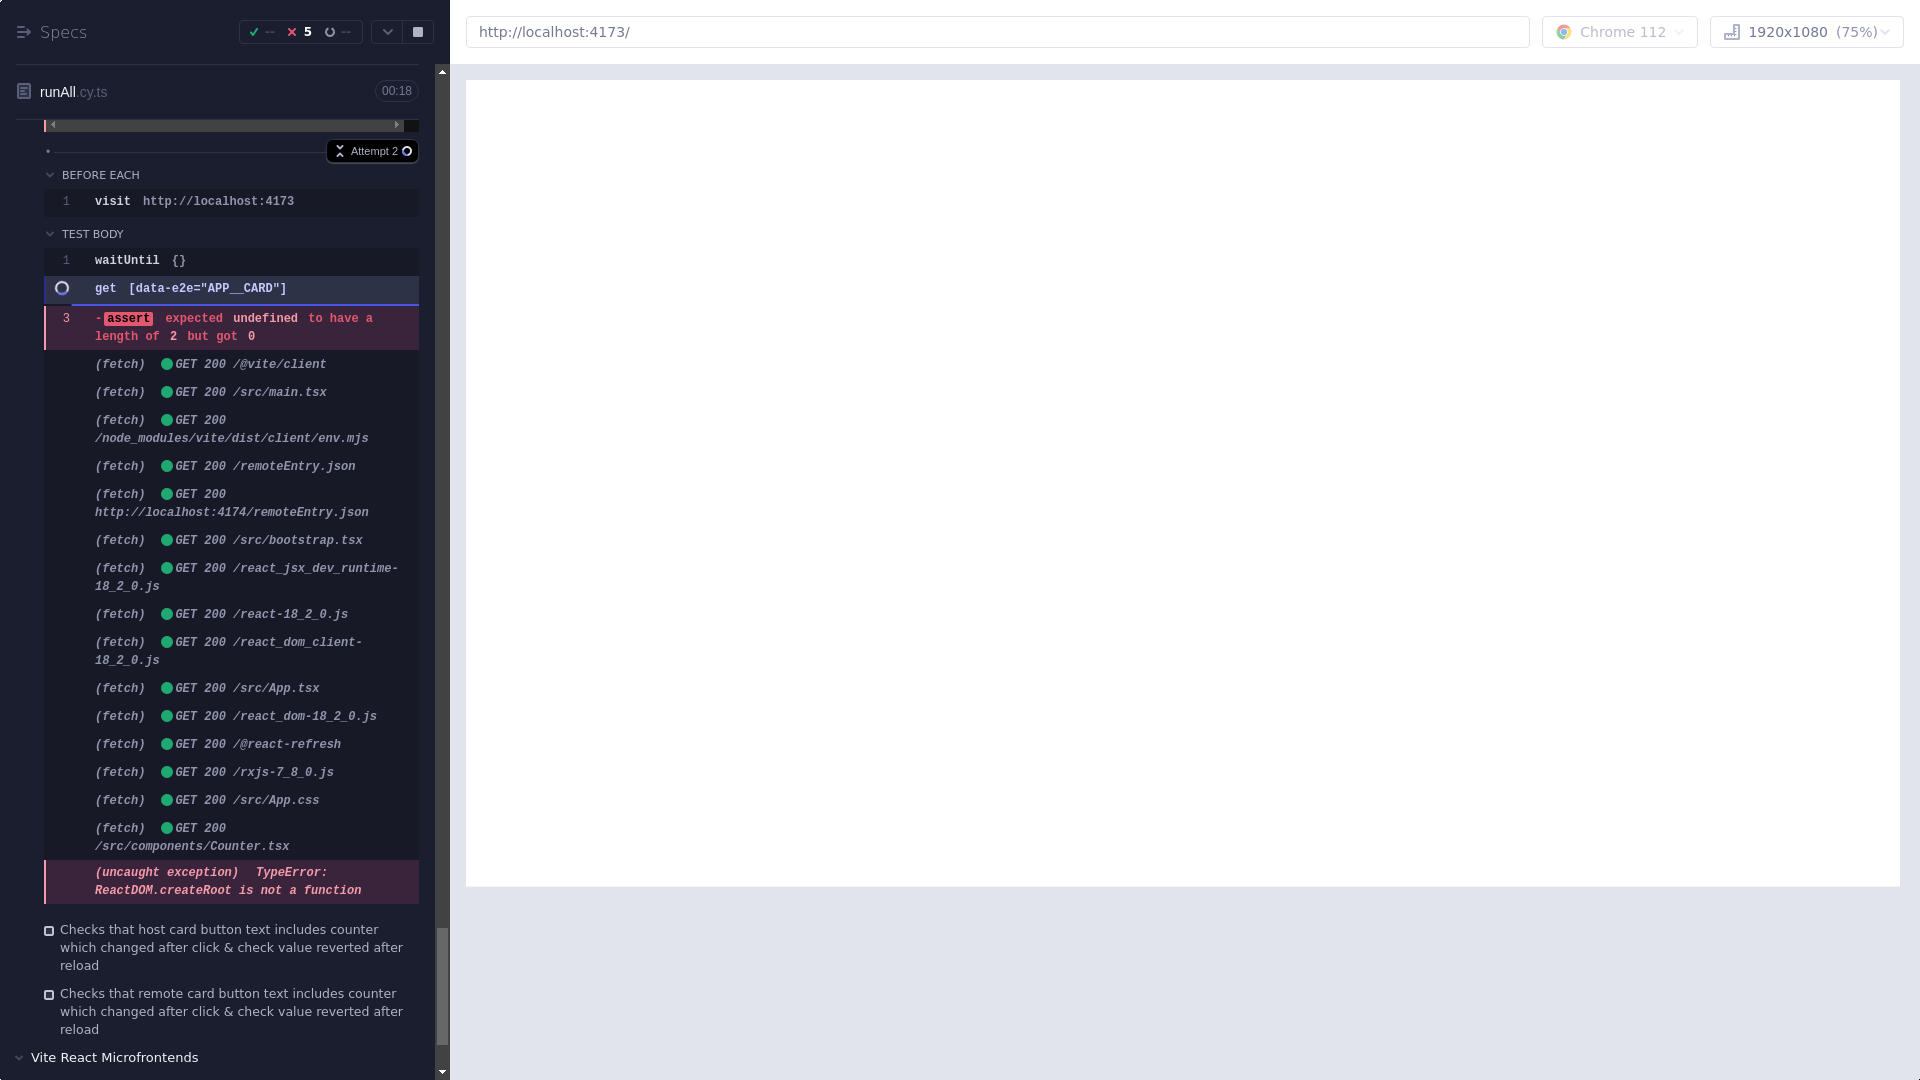 Specs
-- 5 --
runAll.cy.ts 00:18
Attempt 2
BEFORE EACH
1 visit http://localhost:4173
TEST BODY
1 waitUntil {}
get [data-e2e="APP__CARD"]
3 -assert expected undefined to have a
length of 2 but got 0
(fetch) GET 200 /@vite/client
(fetch) GET 200 /src/main.tsx
(fetch) GET 200
/node_modules/vite/dist/client/env.mjs
(fetch) GET 200 /remoteEntry.json
(fetch) GET 200
http://localhost:4174/remoteEntry.json
(fetch) GET 200 /src/bootstrap.tsx
(fetch) GET 200 /react_jsx_dev_runtime-
18_2_0.js
(fetch) GET 200 /react-18_2_0.js
(fetch) GET 200 /react_dom_client-
18_2_0.js
(fetch) GET 200 /src/App.tsx
(fetch) GET 200 /react_dom-18_2_0.js
(fetch) GET 200 /@react-refresh
(fetch) GET 200 /rxjs-7_8_0.js
(fetch) GET 200 /src/App.css
(fetch) GET 200
/src/components/Counter.tsx
(uncaught exception) TypeError:
ReactDOM.createRoot is not a function
Checks that host card button text includes counter
which changed after click & check value reverted after
reload
Checks that remote card button text includes counter
which changed after click & check value reverted after
reload
Vite React Microfrontends
http://localhost:4173/
Chrome 112
1920x1080 (75%)